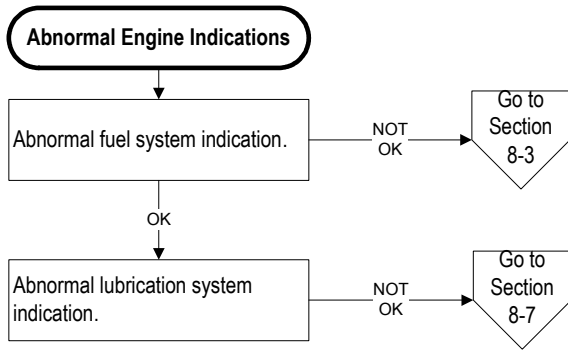 Abnormal Engine Indications
Abnormal fuel system indication.
NOT
OK
Go to
Section
8-3
OK
Abnormal lubrication system
indication.
NOT
OK
Go to
Section
8-7